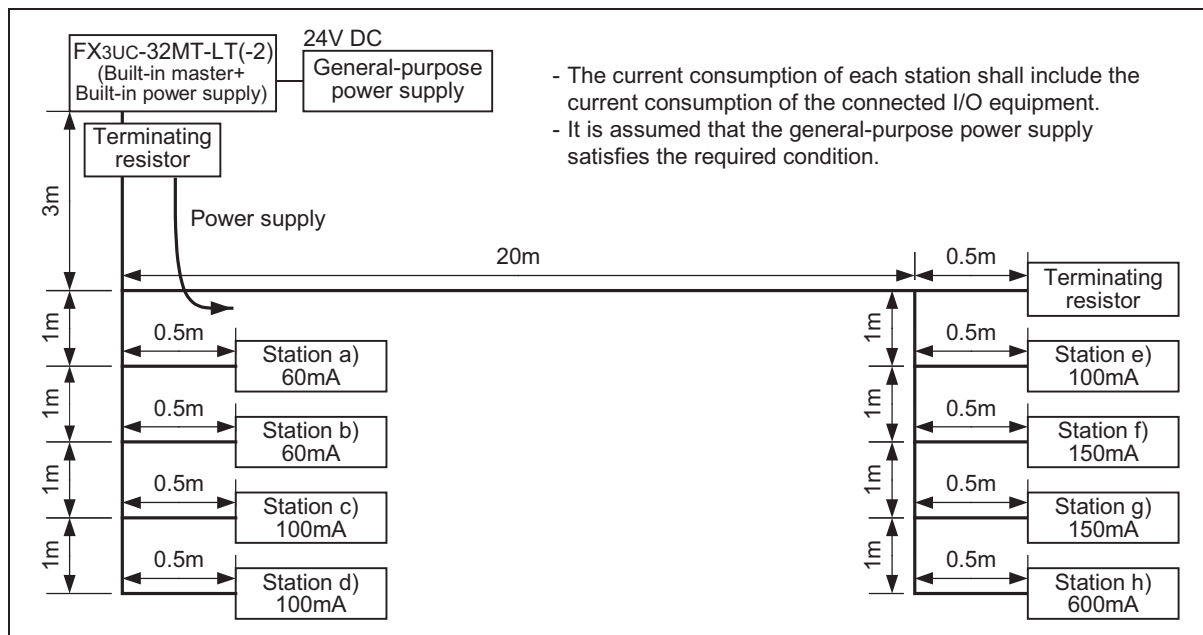 FX3UC-32MT-LT(-2)
(Built-in master+
Built-in power supply)
24V DC
General-purpose
power supply
- The current consumption of each station shall include the
current consumption of the connected I/O equipment.
- It is assumed that the general-purpose power supply
satisfies the required condition.
Terminating
resistor
3m
Power supply
20m
0.5m
Terminating
resistor
1m
0.5m
Station a)
60mA
1m
0.5m
Station e)
100mA
1m
0.5m
Station b)
60mA
1m
0.5m
Station f)
150mA
1m
0.5m
Station c)
100mA
1m
0.5m
Station g)
150mA
1m
0.5m
Station d)
100mA
1m
0.5m
Station h)
600mA